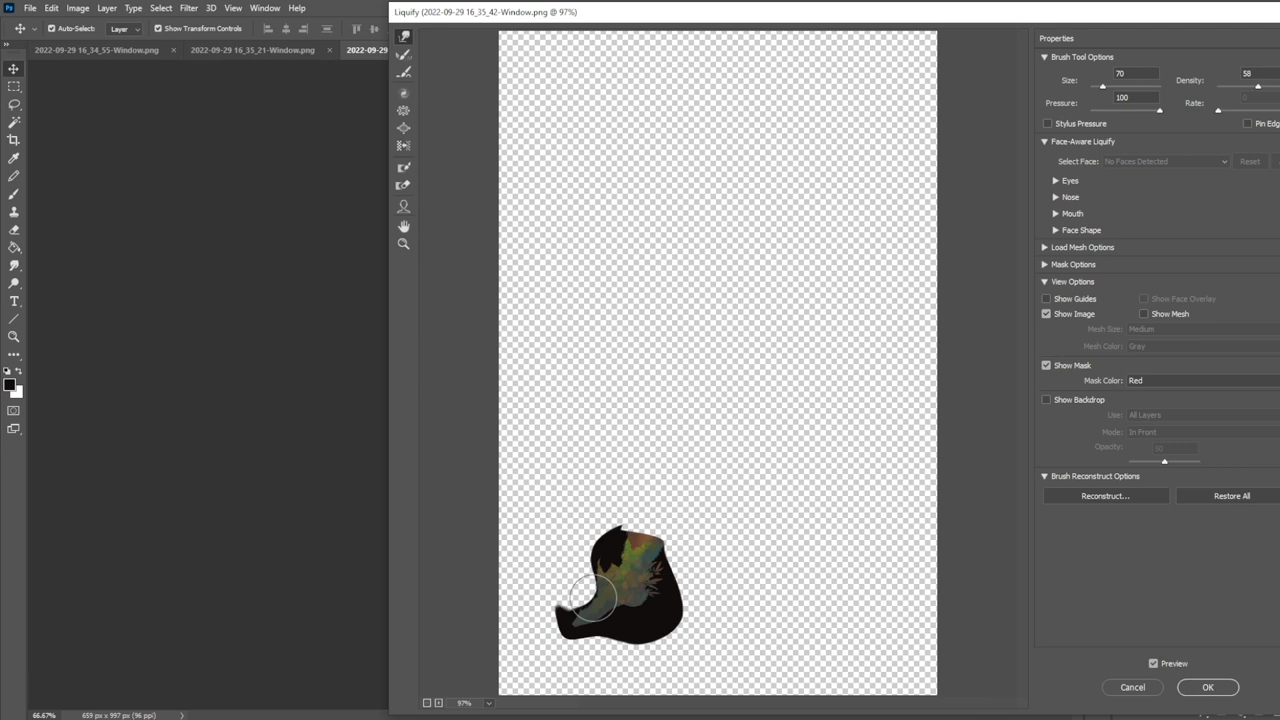 Ps File Edit Image Layer Type Select Filter 3D View Window Help
Liquify (2022-09-29 16_35_42-Window.png @ 97%)
Auto-Select: Layer Show Transform Controls
2022-09-29 16_34_55-Window.png × 2022-09-29 16_35_21-Window.png × 2022-09-29
Properties
Brush Tool Options
Size: 70 Density: 58
Pressure: 100 Rate: 0
Stylus Pressure Pin Edg
Face-Aware Liquify
Select Face: No Faces Detected Reset
Eyes
Nose
Mouth
Face Shape
Load Mesh Options
Mask Options
View Options
Show Guides Show Face Overlay
Show Image Show Mesh
Mesh Size: Medium
Mesh Color: Gray
Show Mask
Mask Color: Red
Show Backdrop
Use: All Layers
Mode: In Front
Opacity: 50
Brush Reconstruct Options
Reconstruct... Restore All
Preview
Cancel OK
97%
66.67% 659 px x 997 px (96 ppi)